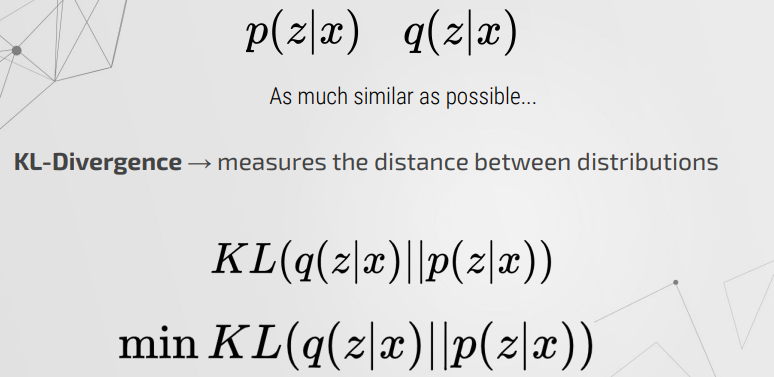 p(z|x) q(z|x)
As much similar as possible...
KL-Divergence → measures the distance between distributions
KL(q(z|x)||p(z|x))
min KL(q(z|x)||p(z|x))